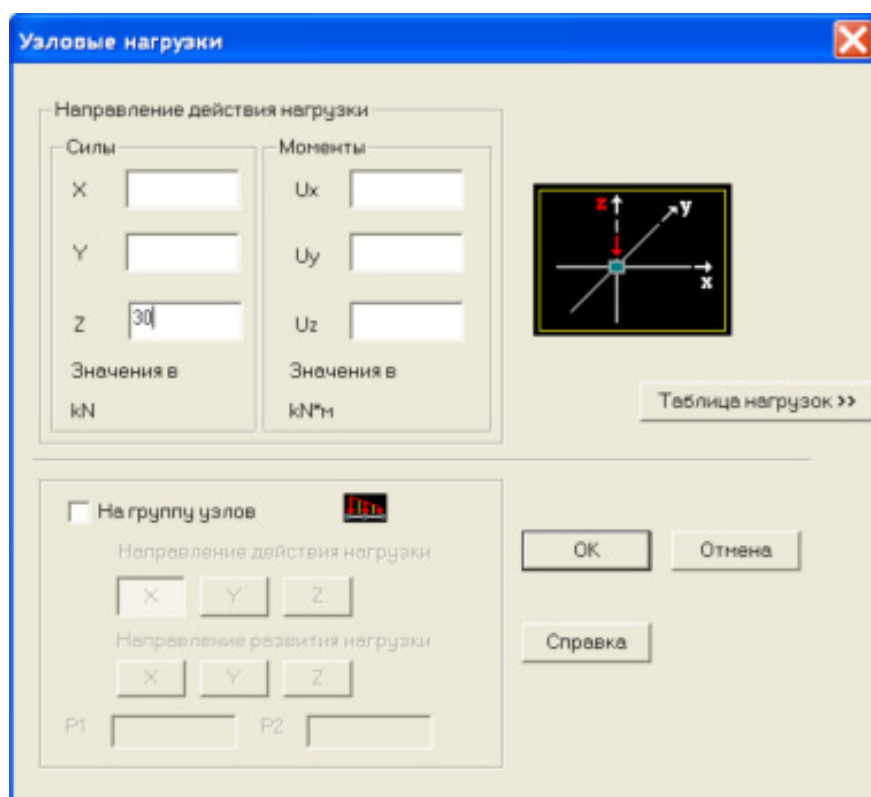 Узловые нагрузки
Направление действия нагрузки
Силы
Моменты
X
Ux
Y
Uy
Z 30
Uz
Значения в
Значения в
kN
kN*м
z
y
x
Таблица нагрузок >>
На группу узлов
Направление действия нагрузки
X Y Z
Направление развития нагрузки
X Y Z
P1 P2
OK
Отмена
Справка